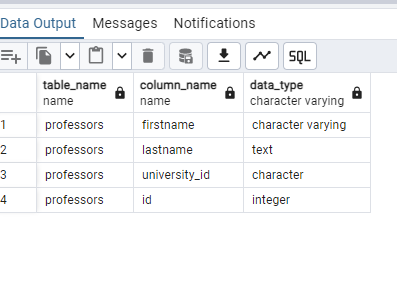 Data Output Messages Notifications
SQL
table_name column_name data_type
name name character varying
1 professors firstname character varying
2 professors lastname text
3 professors university_id character
4 professors id integer